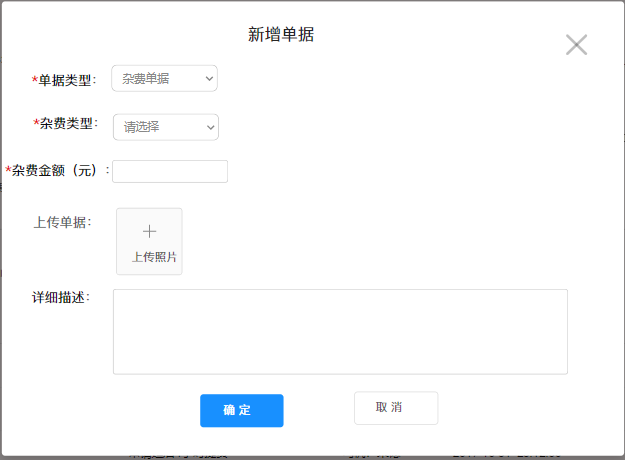 新增单据
*单据类型：
杂费单据
*杂费类型：
请选择
*杂费金额（元）：
上传单据：
上传照片
详细描述：
确 定
取 消